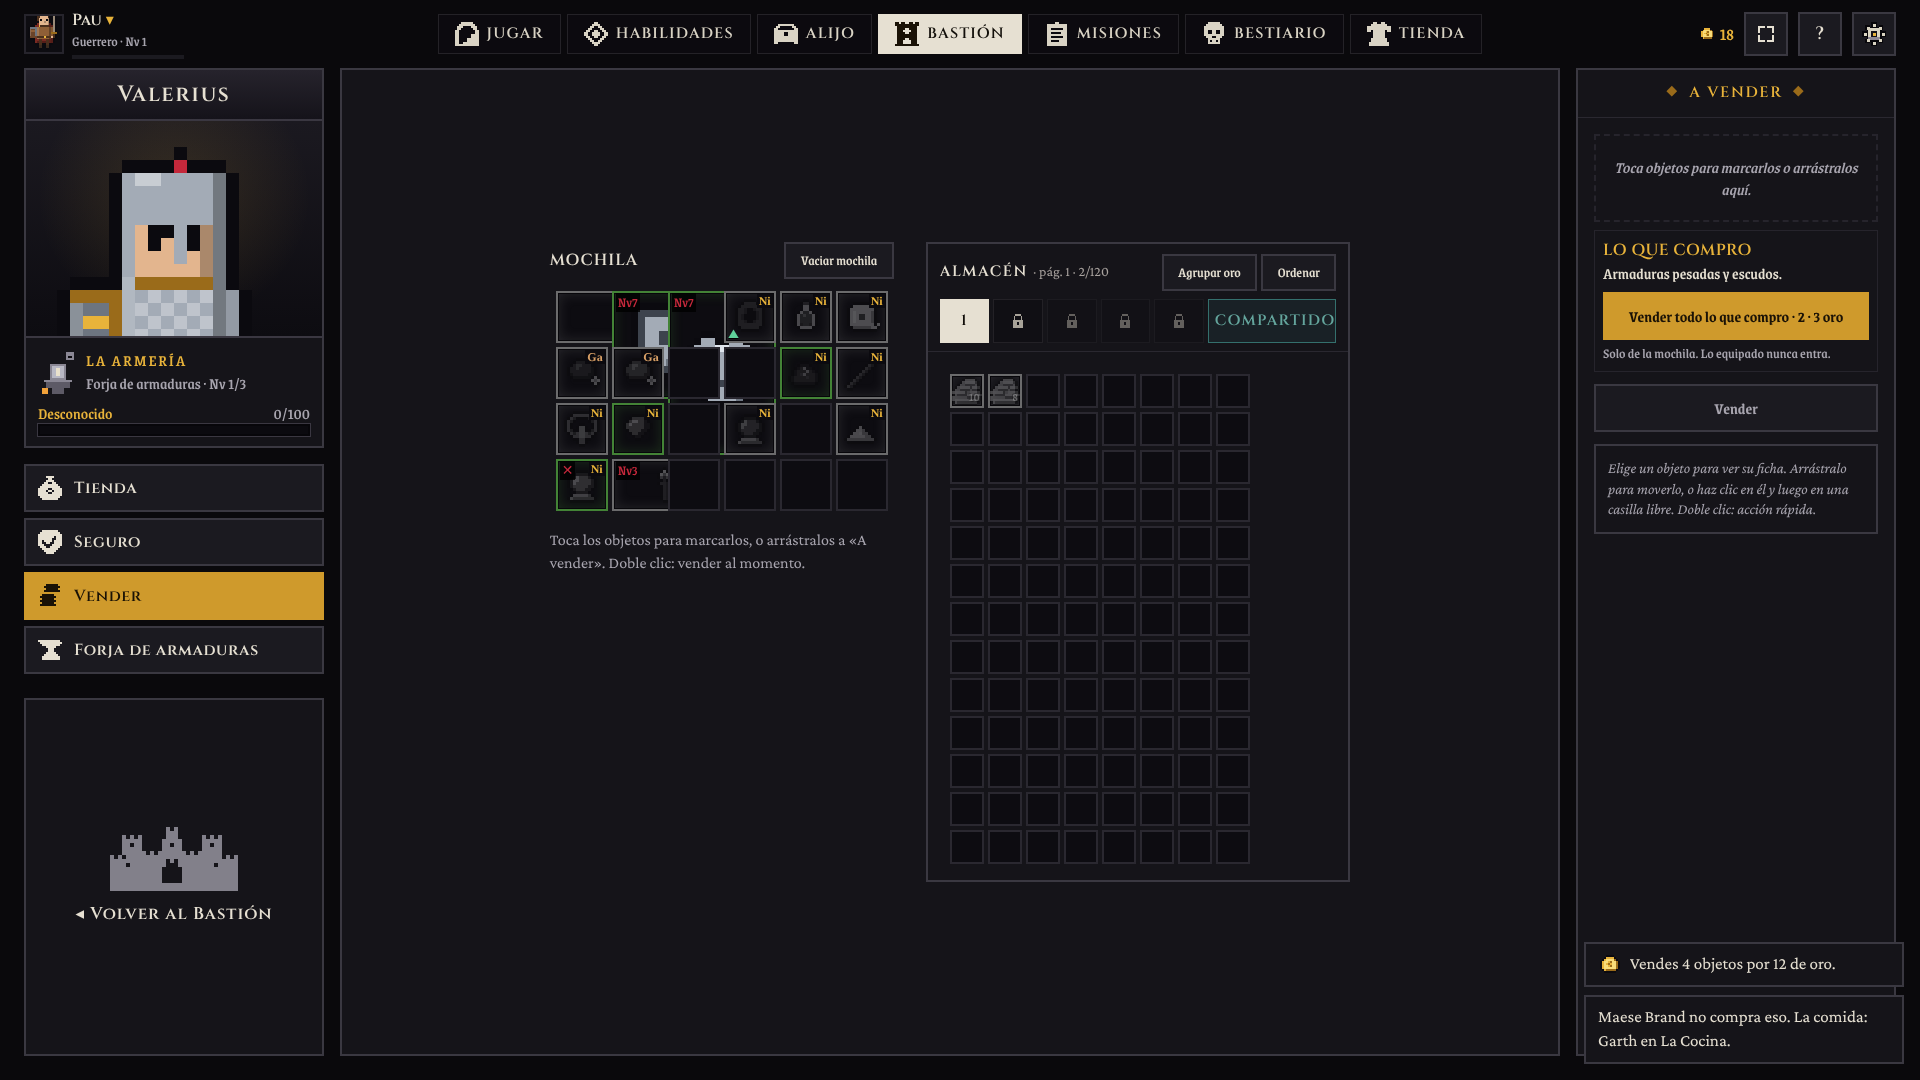 Pau ▾
Guerrero · Nv 1
JUGAR
HABILIDADES
ALIJO
BASTIÓN
MISIONES
BESTIARIO
TIENDA
18
?
VALERIUS
LA ARMERÍA
Forja de armaduras · Nv 1/3
Desconocido 0/100
TIENDA
SEGURO
VENDER
FORJA DE ARMADURAS
◂ VOLVER AL BASTIÓN
MOCHILA
Vaciar mochila
Nv7 Nv7 Ni Ni Ni
Ga Ga Ni Ni
Ni Ni Ni Ni
✕ Ni Nv3
Toca los objetos para marcarlos, o arrástralos a «A
vender». Doble clic: vender al momento.
ALMACÉN · pág. 1 · 2/120
Agrupar oro
Ordenar
1
COMPARTIDO
10 8
◆ A VENDER ◆
Toca objetos para marcarlos o arrástralos
aquí.
LO QUE COMPRO
Armaduras pesadas y escudos.
Vender todo lo que compro · 2 · 3 oro
Solo de la mochila. Lo equipado nunca entra.
Vender
Elige un objeto para ver su ficha. Arrástralo
para moverlo, o haz clic en él y luego en una
casilla libre. Doble clic: acción rápida.
Vendes 4 objetos por 12 de oro.
Maese Brand no compra eso. La comida:
Garth en La Cocina.